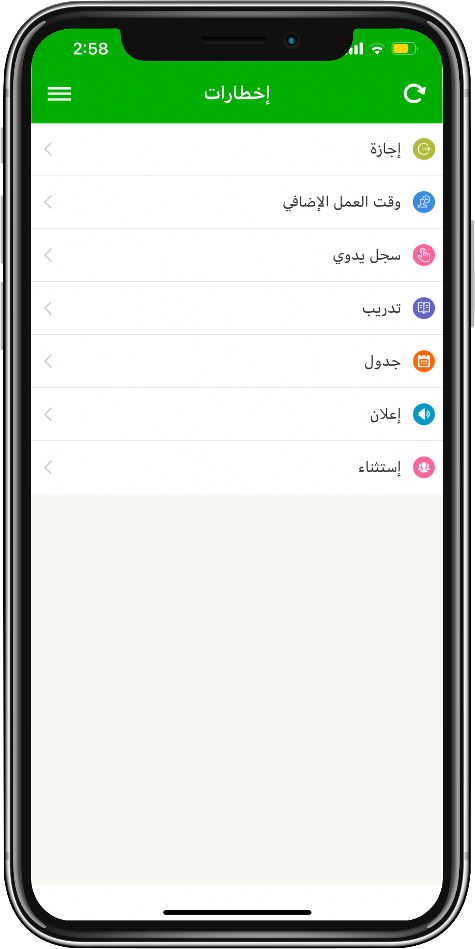 2:58
إخطارات
إجازة
وقت العمل الإضافي
سجل يدوي
تدريب
جدول
إعلان
إستثناء